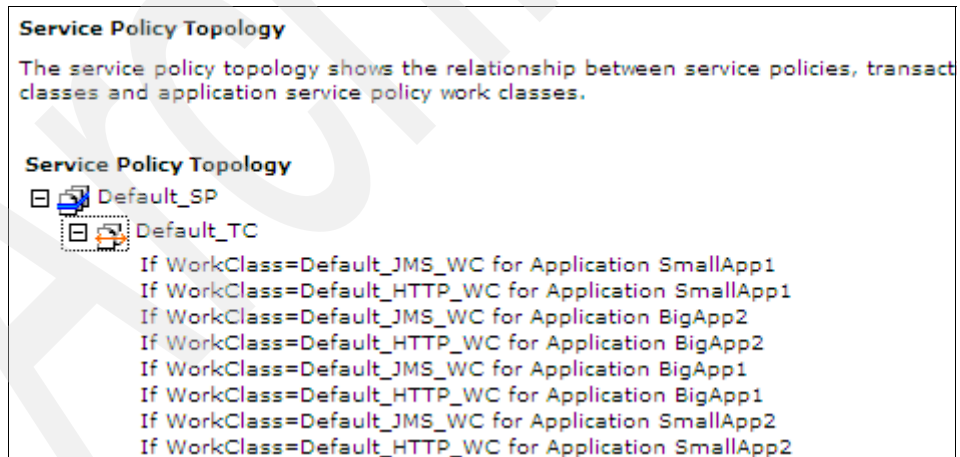 Service Policy Topology
The service policy topology shows the relationship between service policies, transact
classes and application service policy work classes.
Service Policy Topology
Default_SP
Default_TC
If WorkClass=Default_JMS_WC for Application SmallApp1
If WorkClass=Default_HTTP_WC for Application SmallApp1
If WorkClass=Default_JMS_WC for Application BigApp2
If WorkClass=Default_HTTP_WC for Application BigApp2
If WorkClass=Default_JMS_WC for Application BigApp1
If WorkClass=Default_HTTP_WC for Application BigApp1
If WorkClass=Default_JMS_WC for Application SmallApp2
If WorkClass=Default_HTTP_WC for Application SmallApp2